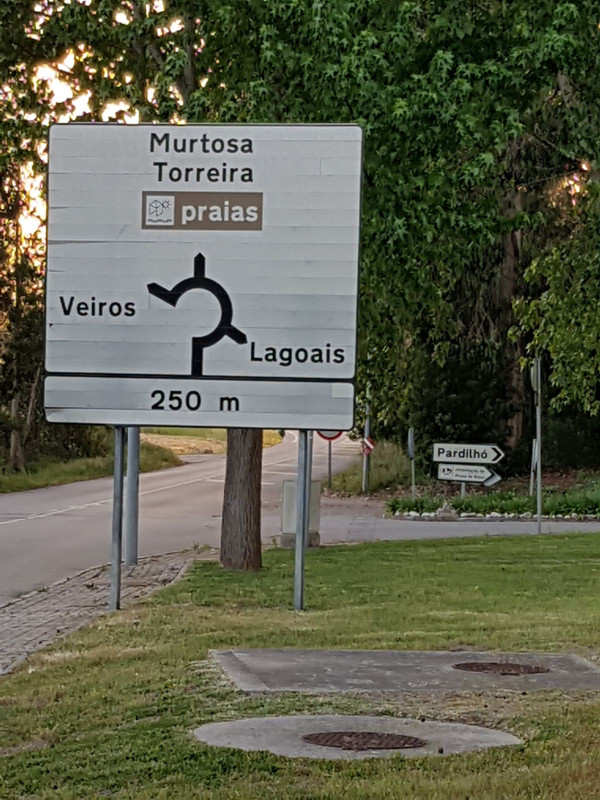 Murtosa
Torreira
praias
Veiros
Lagoais
250 m
Pardilhó